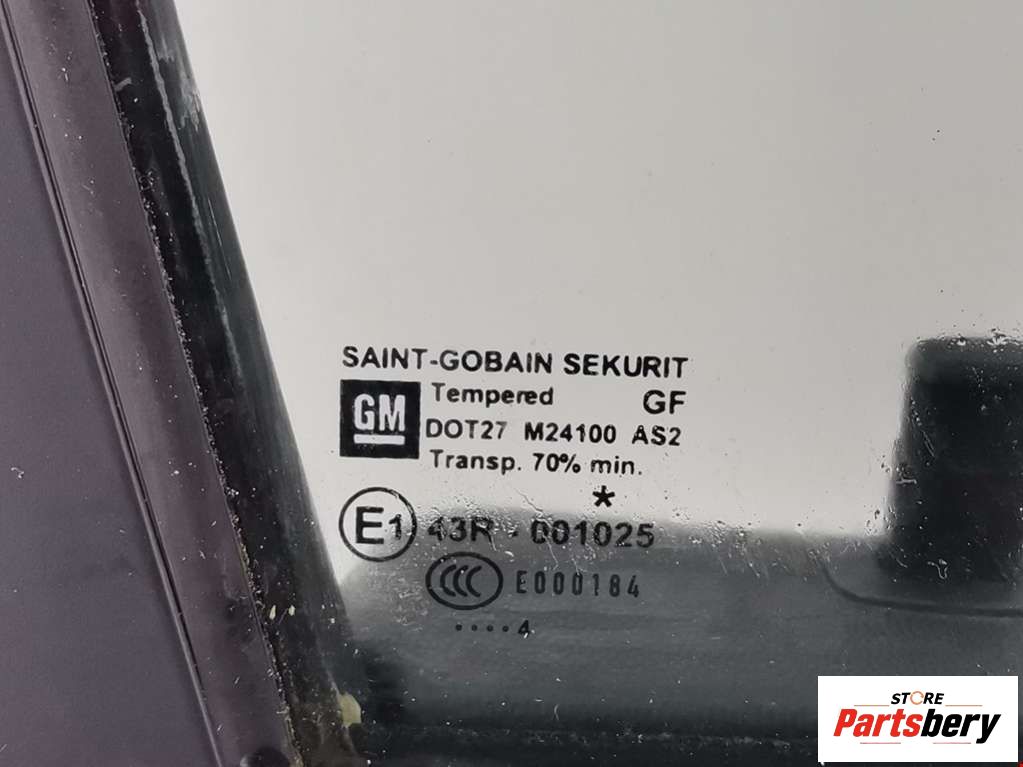 SAINT-GOBAIN SEKURIT
GM
Tempered GF
DOT27 M24100 AS2
Transp. 70% min.
*
E1 43R - 001025
CCC E000184
....4
STORE
Partsbery